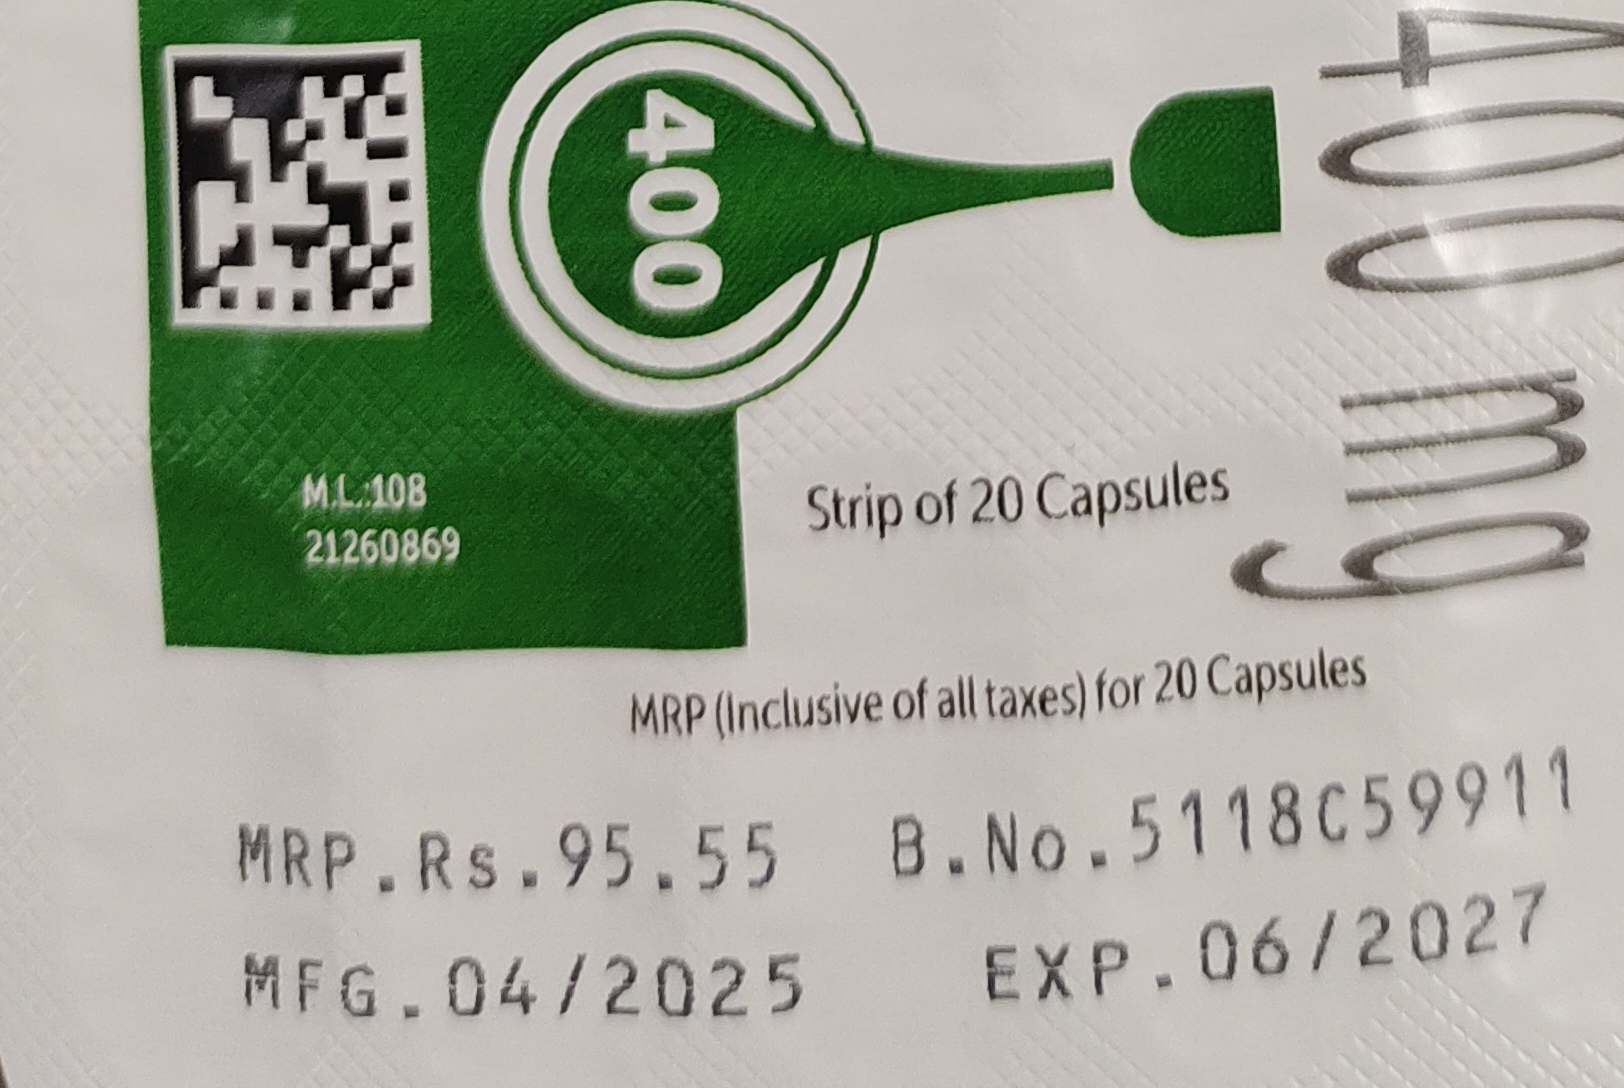 400
400 mg
M.L.:108
21260869
Strip of 20 Capsules
MRP (Inclusive of all taxes) for 20 Capsules
MRP.Rs.95.55 B.No.5118C59911
MFG.04/2025 EXP.06/2027